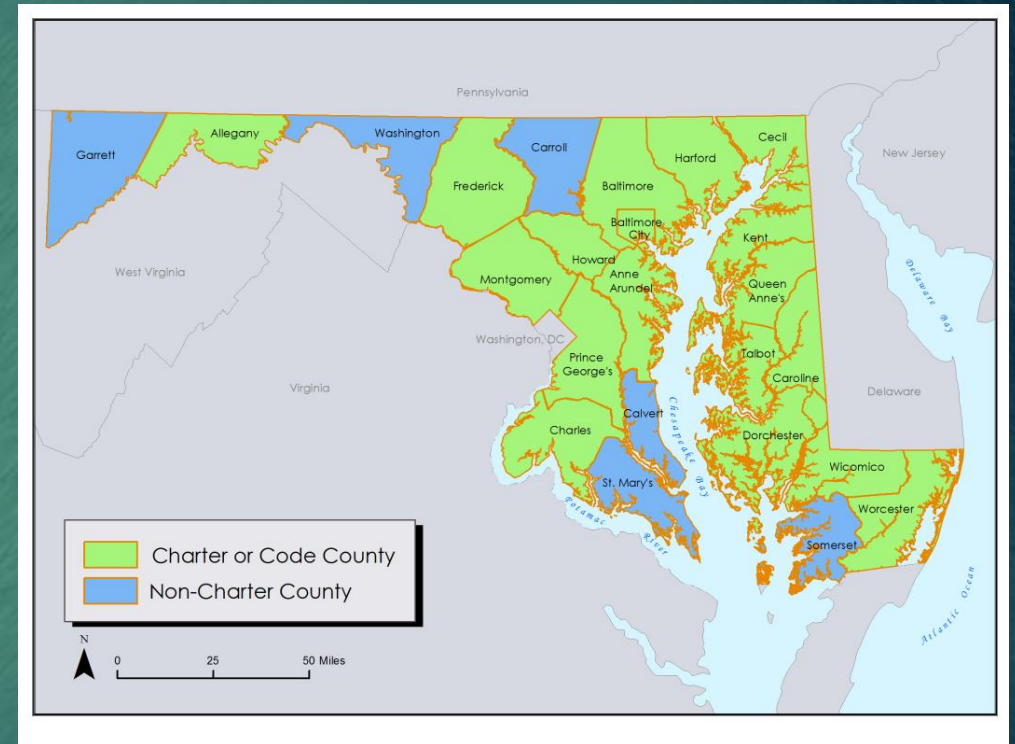 Pennsylvania
Garrett
Allegany
Washington
Carroll
Cecil
Harford
New Jersey
Frederick
Baltimore
Baltimore
City
Kent
Howard
West Virginia
Montgomery
Anne
Arundel
Queen
Anne's
Delaware Bay
Washington, DC
Talbot
Prince
George's
Caroline
Virginia
Delaware
Calvert
Chesapeake Bay
Charles
Dorchester
Wicomico
St. Mary's
Worcester
Potamac River
Somerset
Charter or Code County
Non-Charter County
Atlantic Ocean
N
0 25 50 Miles